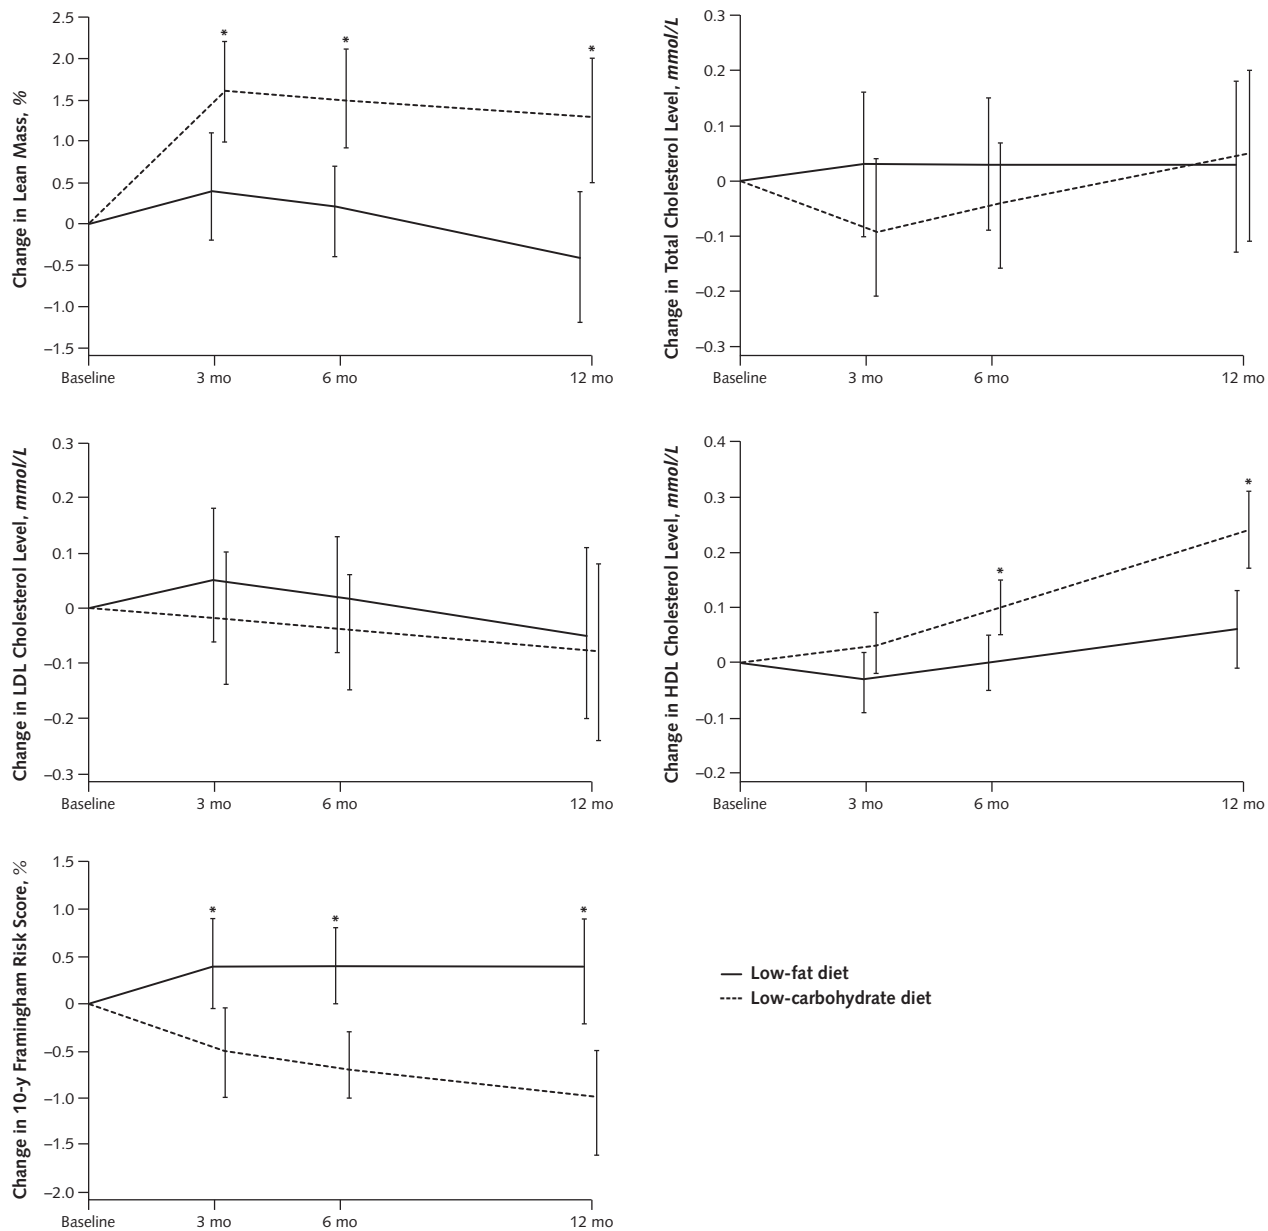 Change in Lean Mass, %
2.5
2.0
1.5
1.0
0.5
0
–0.5
–1.0
–1.5
* * *
Baseline 3 mo 6 mo 12 mo
Change in Total Cholesterol Level, mmol/L
0.3
0.2
0.1
0
–0.1
–0.2
–0.3
Baseline 3 mo 6 mo 12 mo
Change in LDL Cholesterol Level, mmol/L
0.3
0.2
0.1
0
–0.1
–0.2
–0.3
Baseline 3 mo 6 mo 12 mo
Change in HDL Cholesterol Level, mmol/L
0.4
0.3
0.2
0.1
0
–0.1
–0.2
* *
Baseline 3 mo 6 mo 12 mo
Change in 10-y Framingham Risk Score, %
1.5
1.0
0.5
0
–0.5
–1.0
–1.5
–2.0
* * *
Baseline 3 mo 6 mo 12 mo
Low-fat diet
Low-carbohydrate diet